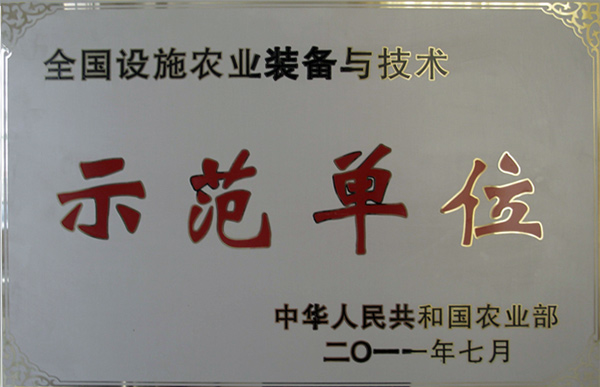 全国设施农业装备与技术
示范单位
中华人民共和国农业部
二〇一一年七月